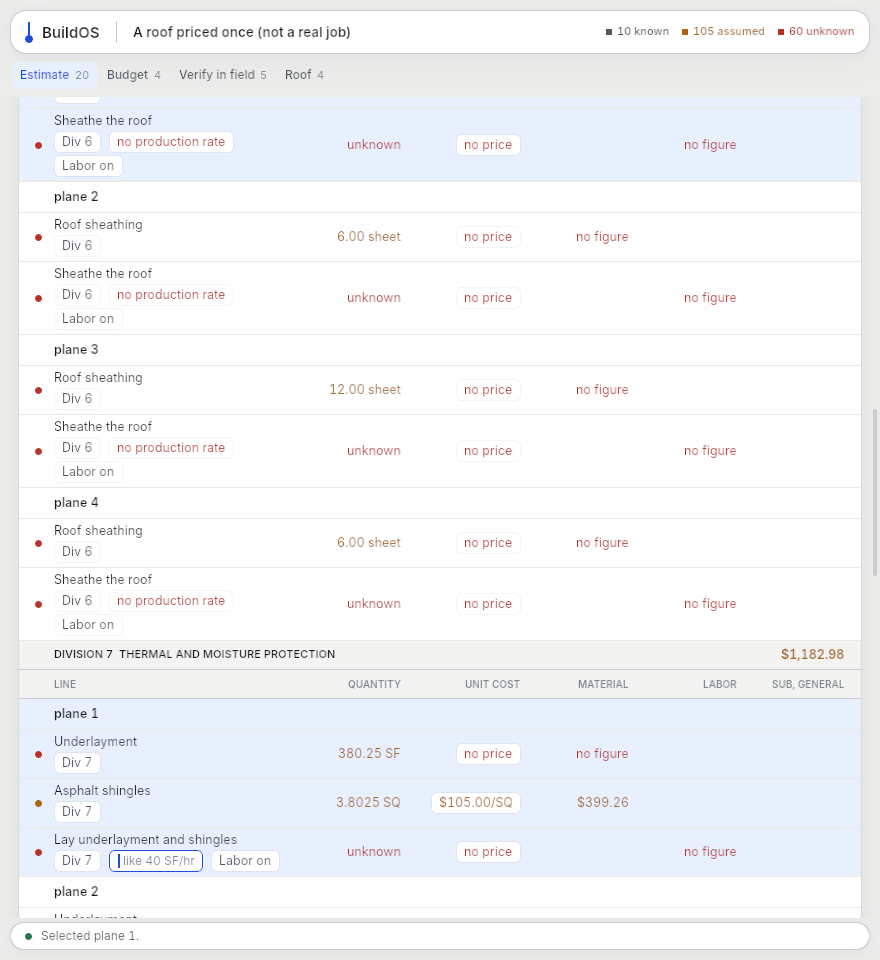 BuildOS
A roof priced once (not a real job)
10 known
105 assumed
60 unknown
Estimate 20
Budget 4
Verify in field 5
Roof 4
Sheathe the roof
Div 6
no production rate
Labor on
unknown
no price
no figure
plane 2
Roof sheathing
Div 6
6.00 sheet
no price
no figure
Sheathe the roof
Div 6
no production rate
Labor on
unknown
no price
no figure
plane 3
Roof sheathing
Div 6
12.00 sheet
no price
no figure
Sheathe the roof
Div 6
no production rate
Labor on
unknown
no price
no figure
plane 4
Roof sheathing
Div 6
6.00 sheet
no price
no figure
Sheathe the roof
Div 6
no production rate
Labor on
unknown
no price
no figure
DIVISION 7 THERMAL AND MOISTURE PROTECTION
$1,182.98
LINE
QUANTITY
UNIT COST
MATERIAL
LABOR
SUB, GENERAL
plane 1
Underlayment
Div 7
380.25 SF
no price
no figure
Asphalt shingles
Div 7
3.8025 SQ
$105.00/SQ
$399.26
Lay underlayment and shingles
Div 7
like 40 SF/hr
Labor on
unknown
no price
no figure
plane 2
Selected plane 1.